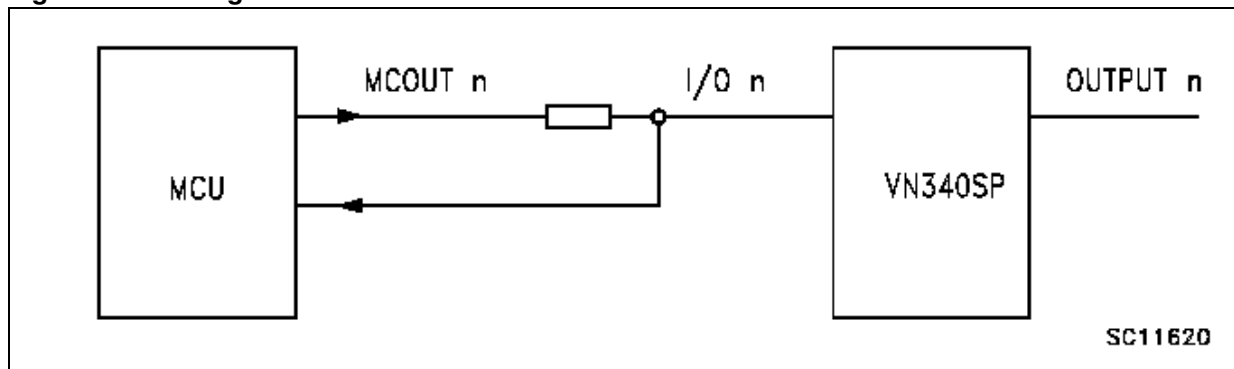 MCOUT n
I/O n
OUTPUT n
MCU
VN340SP
SC11620